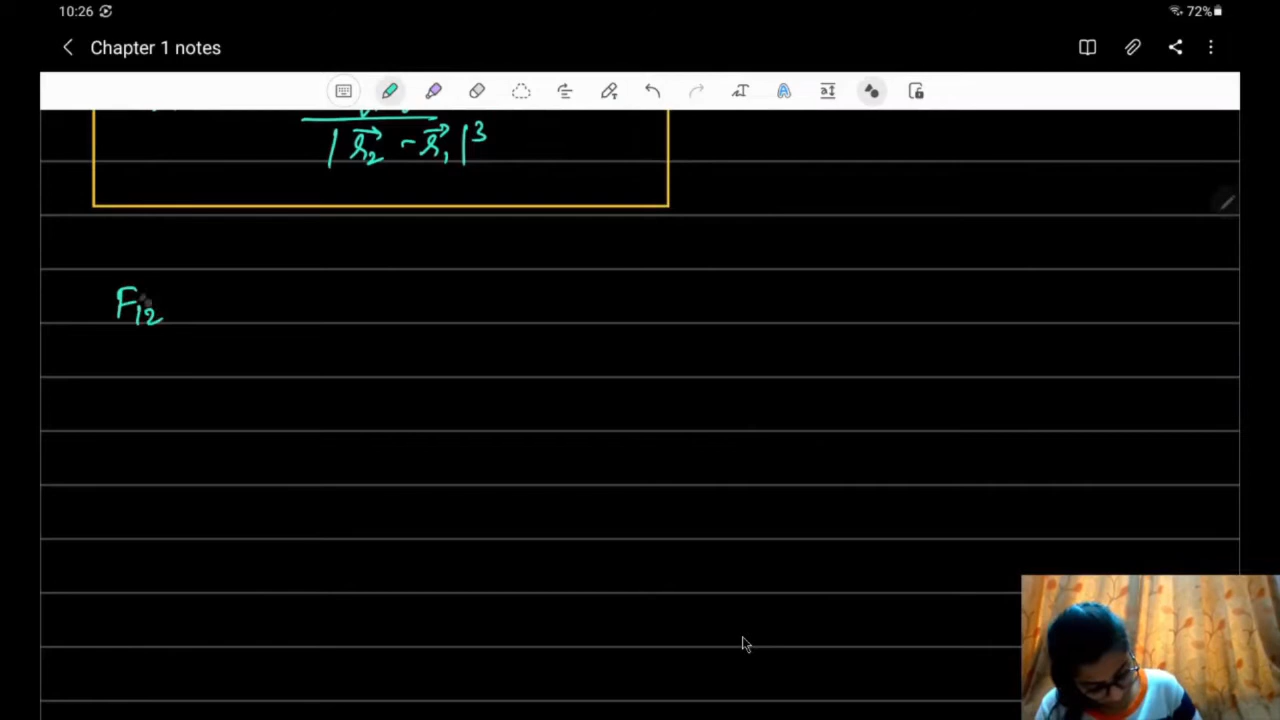 10:26
72%
Chapter 1 notes
| r⃗₂ - r⃗₁ |³
F₁₂